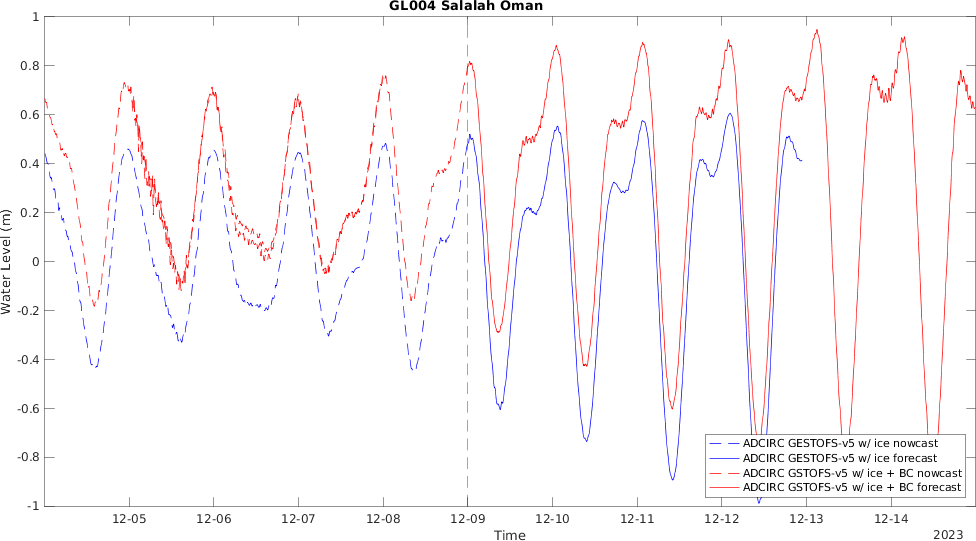 GL004 Salalah Oman
1
0.8
0.6
0.4
0.2
0
-0.2
-0.4
-0.6
-0.8
-1
Water Level (m)
ADCIRC GESTOFS-v5 w/ ice nowcast
ADCIRC GESTOFS-v5 w/ ice forecast
ADCIRC GSTOFS-v5 w/ ice + BC nowcast
ADCIRC GSTOFS-v5 w/ ice + BC forecast
12-05 12-06 12-07 12-08 12-09 12-10 12-11 12-12 12-13 12-14
Time
2023